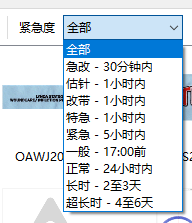 紧急度 全部
全部
急改 - 30分钟内
估针 - 1小时内
改带 - 1小时内
特急 - 1小时内
紧急 - 5小时内
一般 - 17:00前
正常 - 24小时内
长时 - 2至3天
超长时 - 4至6天
OAWJ20